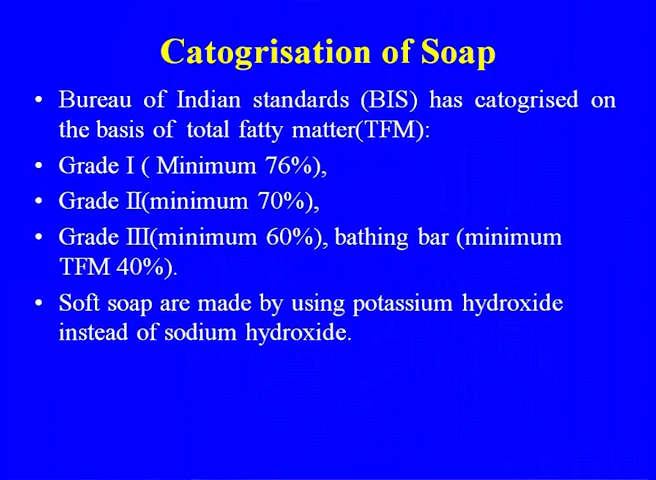 Catogrisation of Soap
• Bureau of Indian standards (BIS) has catogrised on
the basis of total fatty matter(TFM):
• Grade I ( Minimum 76%),
• Grade II(minimum 70%),
• Grade III(minimum 60%), bathing bar (minimum
TFM 40%).
• Soft soap are made by using potassium hydroxide
instead of sodium hydroxide.